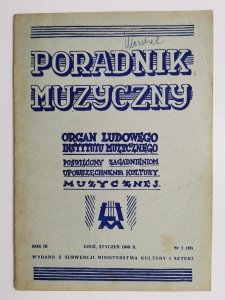 PORADNIK
MUZYCZNY
ORGAN LUDOWEGO
INSTYTUTU MUZYCZNEGO
POŚWIĘCONY ZAGADNIENIOM
UPOWSZECHNIENIA KULTURY
MUZYCZNEJ
ROK III
ŁÓDŹ, STYCZEŃ 1949 R.
Nr 1 (18)
WYDANO Z SUBWENCJI MINISTERSTWA KULTURY I SZTUKI